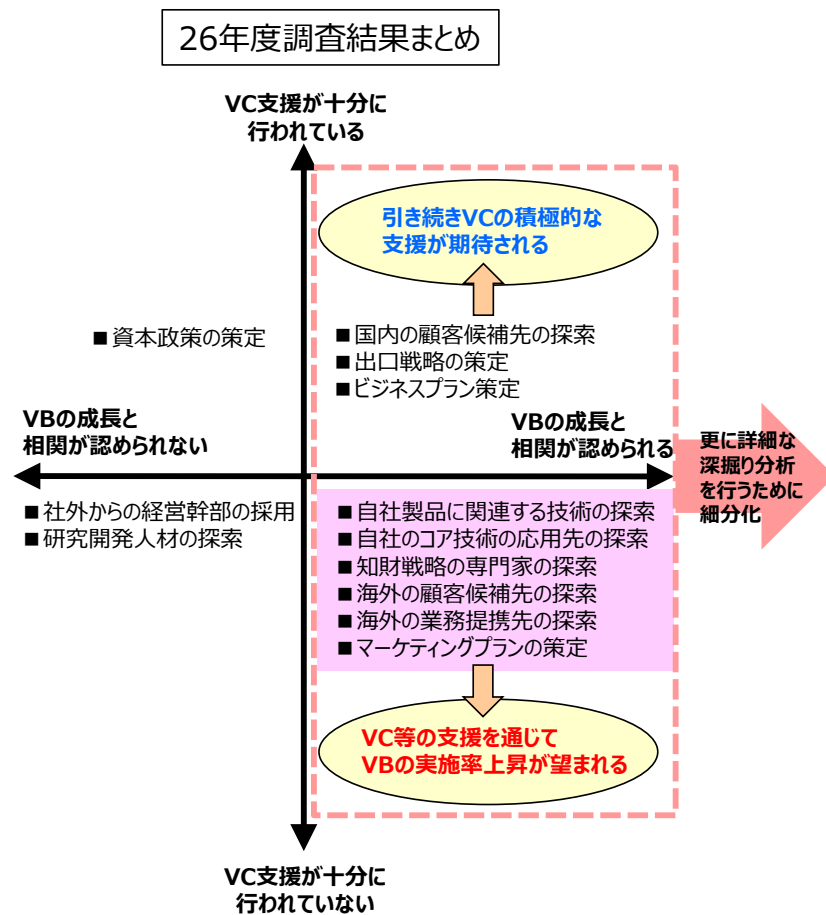 26年度調査結果まとめ
VC支援が十分に
行われている
引き続きVCの積極的な
支援が期待される
■資本政策の策定
■国内の顧客候補先の探索
■出口戦略の策定
■ビジネスプラン策定
VBの成長と
相関が認められない
VBの成長と
相関が認められる
更に詳細な
深掘り分析
を行うために
細分化
■社外からの経営幹部の採用
■研究開発人材の探索
■自社製品に関連する技術の探索
■自社のコア技術の応用先の探索
■知財戦略の専門家の探索
■海外の顧客候補先の探索
■海外の業務提携先の探索
■マーケティングプランの策定
VC等の支援を通じて
VBの実施率上昇が望まれる
VC支援が十分に
行われていない